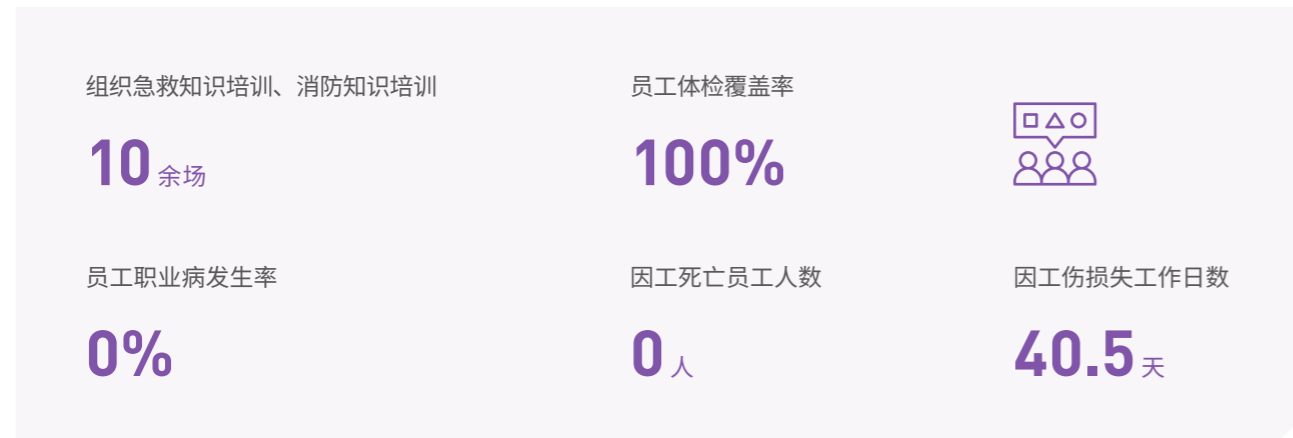 组织急救知识培训、消防知识培训
10 余场
员工体检覆盖率
100%
员工职业病发生率
0%
因工死亡员工人数
0 人
因工伤损失工作日数
40.5 天